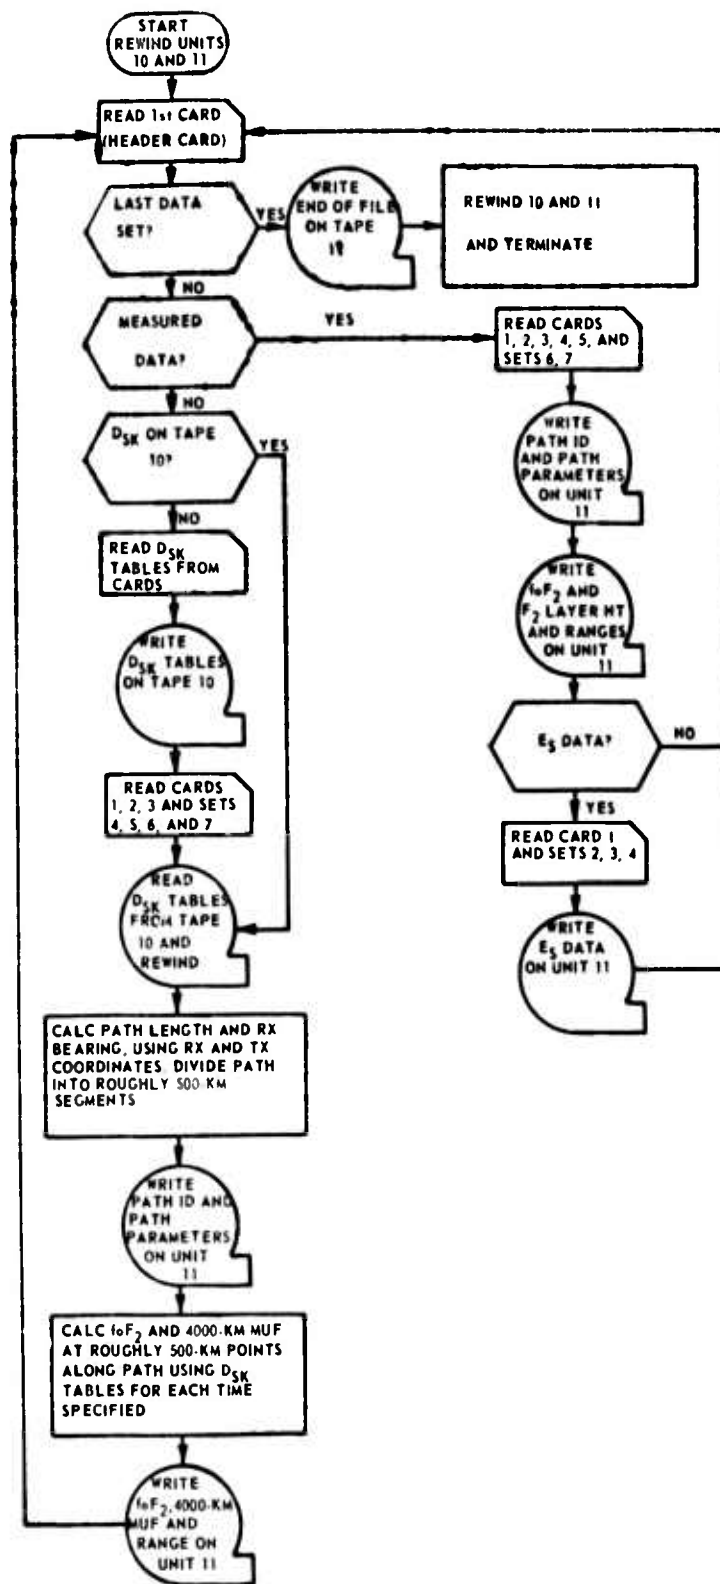 START
REWIND UNITS
10 AND 11
READ 1st CARD
(HEADER CARD)
LAST DATA
SET?
YES
WRITE
END OF FILE
ON TAPE
REWIND 10 AND 11
AND TERMINATE
NO
MEASURED
DATA?
YES
READ CARDS
1, 2, 3, 4, 5, AND
SETS 6, 7
NO
WRITE
PATH ID
AND PATH
PARAMETERS
ON UNIT
11
WRITE
foF2 AND
F2 LAYER HT
AND RANGES
ON UNIT
11
ES DATA?
NO
YES
READ CARD 1
AND SETS 2, 3, 4
WRITE
ES DATA
ON UNIT 11
DSK ON TAPE
10?
YES
NO
READ DSK
TABLES FROM
CARDS
WRITE
DSK TABLES
ON TAPE 10
READ CARDS
1, 2, 3 AND SETS
4, 5, 6, AND 7
READ
DSK TABLES
FROM TAPE
10 AND
REWIND
CALC PATH LENGTH AND RX
BEARING, USING RX AND TX
COORDINATES. DIVIDE PATH
INTO ROUGHLY 500-KM
SEGMENTS
WRITE
PATH ID AND
PATH
PARAMETERS
ON UNIT
11
CALC foF2 AND 4000-KM MUF
AT ROUGHLY 500-KM POINTS
ALONG PATH USING DSK
TABLES FOR EACH TIME
SPECIFIED
WRITE
foF2, 4000-KM
MUF AND
RANGE ON
UNIT 11